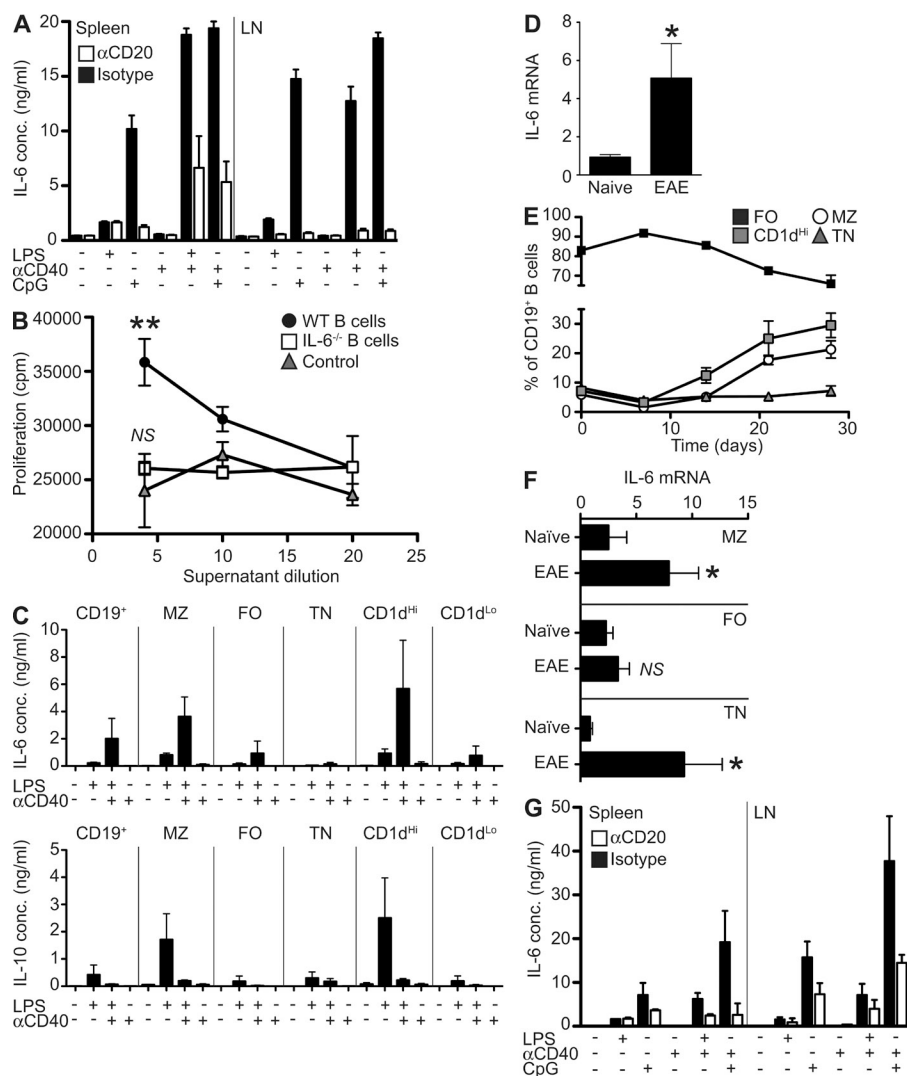 A
Spleen
αCD20
Isotype
LN
IL-6 conc. (ng/ml)
20
15
10
5
0
LPS - + - - + - - + - - + -
αCD40 - - - + + + - - - + + +
CpG - - + - - + - - + - - +
B
WT B cells
IL-6-/- B cells
Control
**
NS
Proliferation (cpm)
40000
35000
30000
25000
20000
0 5 10 15 20 25
Supernatant dilution
C
CD19+ MZ FO TN CD1dHi CD1dLo
IL-6 conc. (ng/ml)
10
8
6
4
2
0
LPS - + + - - + + - - + + - - + + - - + + - - + + -
αCD40 - - + + - - + + - - + + - - + + - - + + - - + +
CD19+ MZ FO TN CD1dHi CD1dLo
IL-10 conc. (ng/ml)
5
4
3
2
1
0
LPS - + + - - + + - - + + - - + + - - + + - - + + -
αCD40 - - + + - - + + - - + + - - + + - - + + - - + +
D
IL-6 mRNA
8
6
4
2
0
*
Naive EAE
E
FO MZ
CD1dHi TN
% of CD19+ B cells
100
90
80
70
30
20
10
0
0 10 20 30
Time (days)
F
IL-6 mRNA
0 5 10 15
Naïve MZ
EAE *
Naïve FO
EAE NS
Naïve TN
EAE *
G
Spleen
αCD20
Isotype
LN
IL-6 conc. (ng/ml)
50
40
30
20
10
0
LPS - + - - + - - + - - + -
αCD40 - - - + + + - - - + + +
CpG - - + - - + - - + - - +